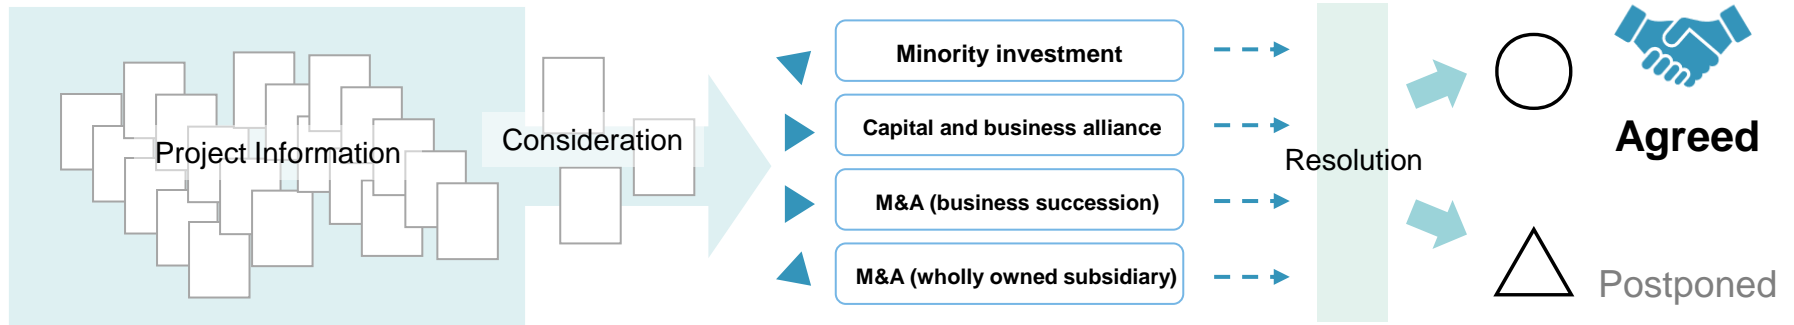 Project Information
Consideration
Minority investment
Capital and business alliance
M&A (business succession)
M&A (wholly owned subsidiary)
Resolution
Agreed
Postponed